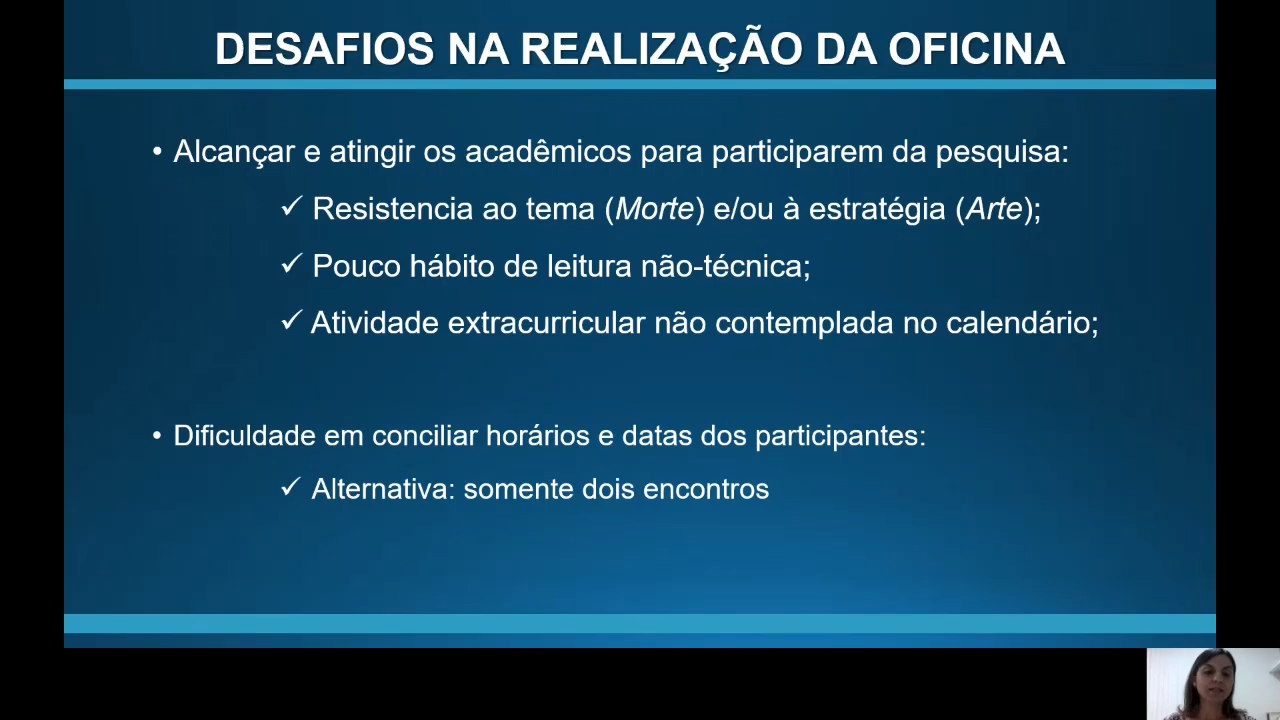 DESAFIOS NA REALIZAÇÃO DA OFICINA
• Alcançar e atingir os acadêmicos para participarem da pesquisa:
✓ Resistencia ao tema (Morte) e/ou à estratégia (Arte);
✓ Pouco hábito de leitura não-técnica;
✓ Atividade extracurricular não contemplada no calendário;
• Dificuldade em conciliar horários e datas dos participantes:
✓ Alternativa: somente dois encontros